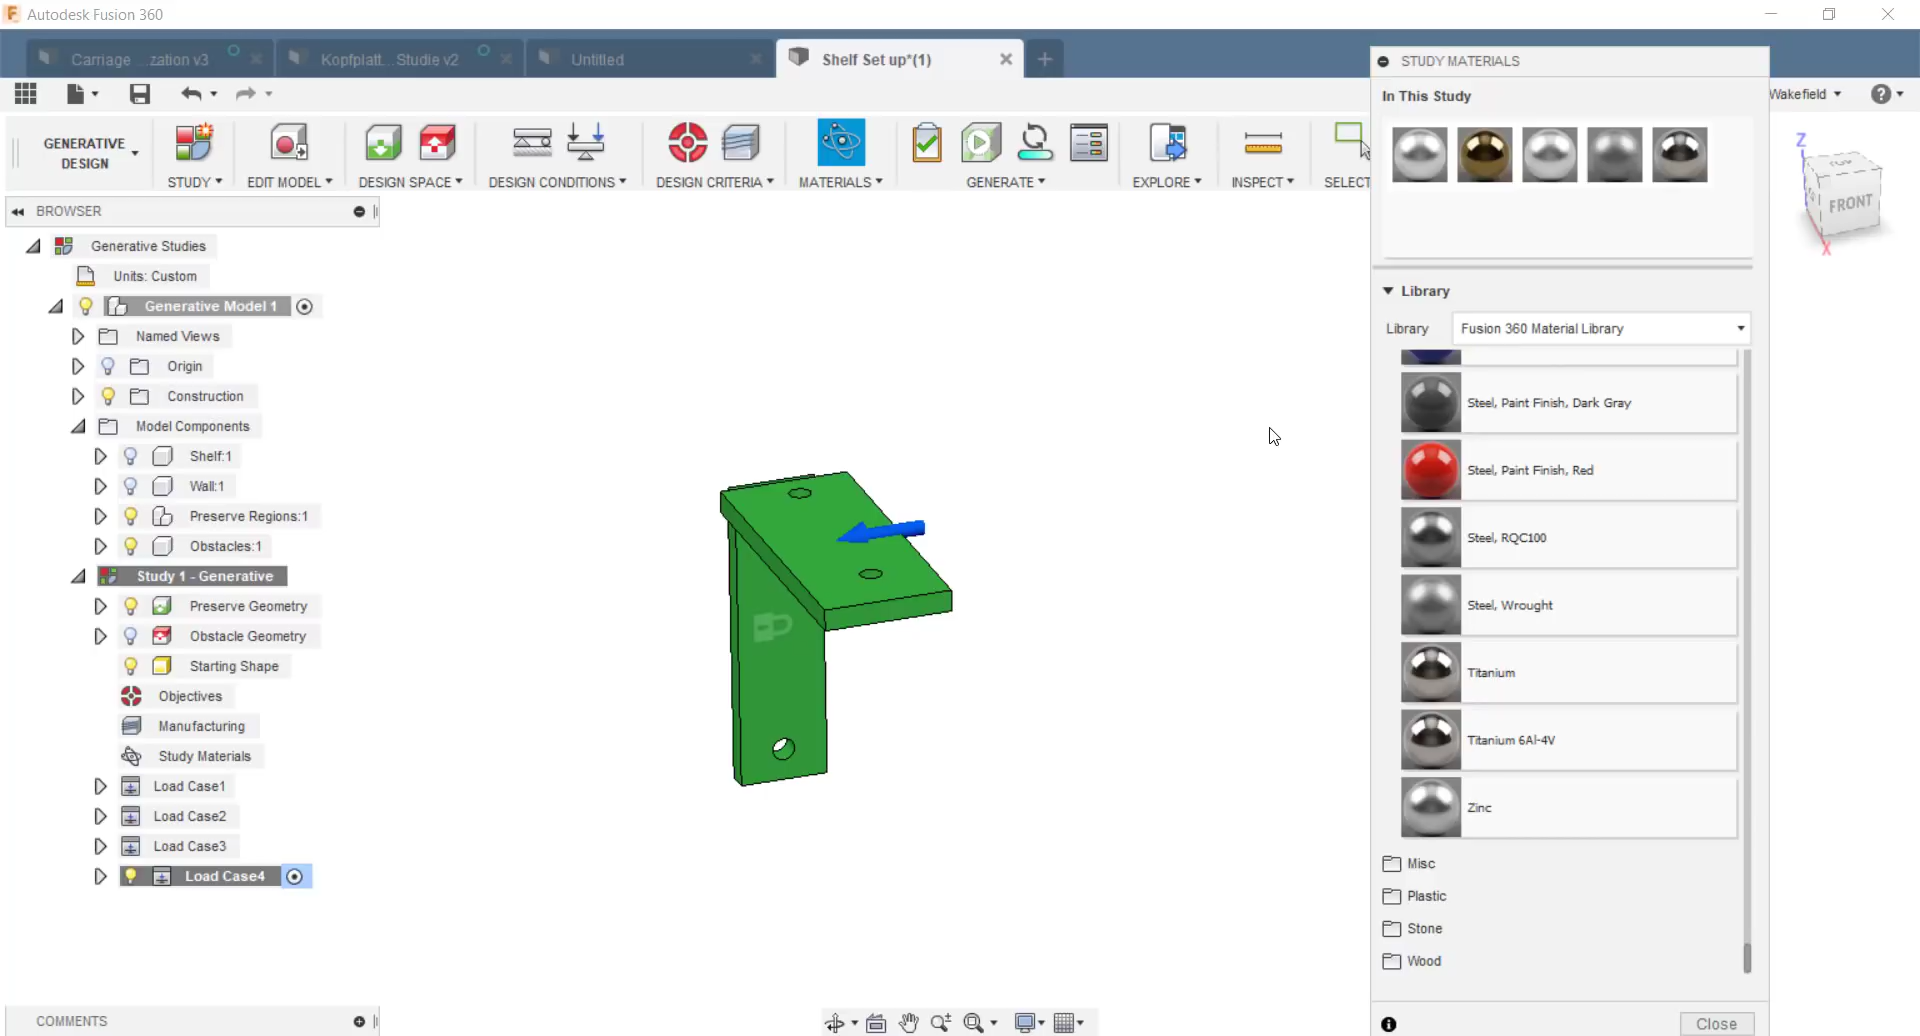 Autodesk Fusion 360
Carriage ...zation v3
Kopfplatt... Studie v2
Untitled
Shelf Set up*(1)
Wakefield
GENERATIVE DESIGN
STUDY
EDIT MODEL
DESIGN SPACE
DESIGN CONDITIONS
DESIGN CRITERIA
MATERIALS
GENERATE
EXPLORE
INSPECT
SELECT
BROWSER
Generative Studies
Units: Custom
Generative Model 1
Named Views
Origin
Construction
Model Components
Shelf:1
Wall:1
Preserve Regions:1
Obstacles:1
Study 1 - Generative
Preserve Geometry
Obstacle Geometry
Starting Shape
Objectives
Manufacturing
Study Materials
Load Case1
Load Case2
Load Case3
Load Case4
COMMENTS
STUDY MATERIALS
In This Study
Library
Library
Fusion 360 Material Library
Steel, Paint Finish, Dark Gray
Steel, Paint Finish, Red
Steel, RQC100
Steel, Wrought
Titanium
Titanium 6Al-4V
Zinc
Misc
Plastic
Stone
Wood
Close
Z
TOP
FRONT
X